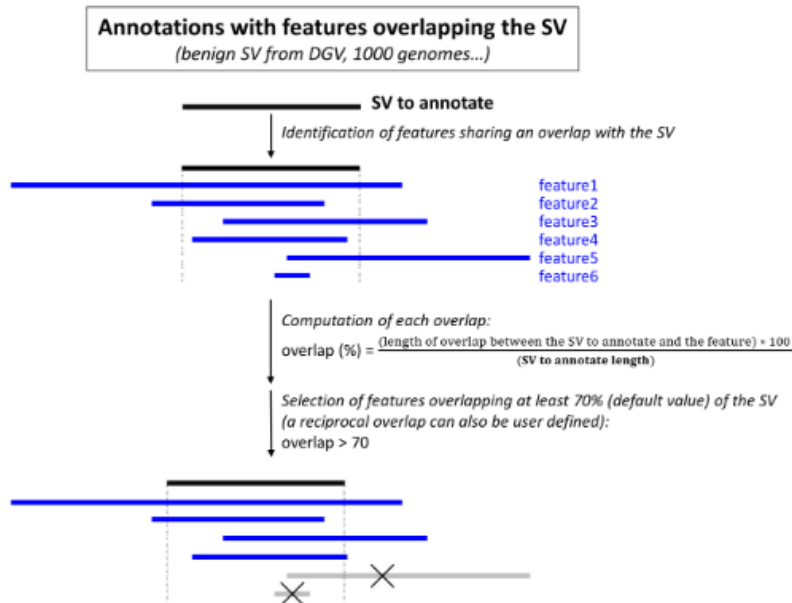 Annotations with features overlapping the SV
(benign SV from DGV, 1000 genomes...)
SV to annotate
Identification of features sharing an overlap with the SV
feature1
feature2
feature3
feature4
feature5
feature6
Computation of each overlap:
overlap (%) = (length of overlap between the SV to annotate and the feature) * 100
(SV to annotate length)
Selection of features overlapping at least 70% (default value) of the SV
(a reciprocal overlap can also be user defined):
overlap > 70